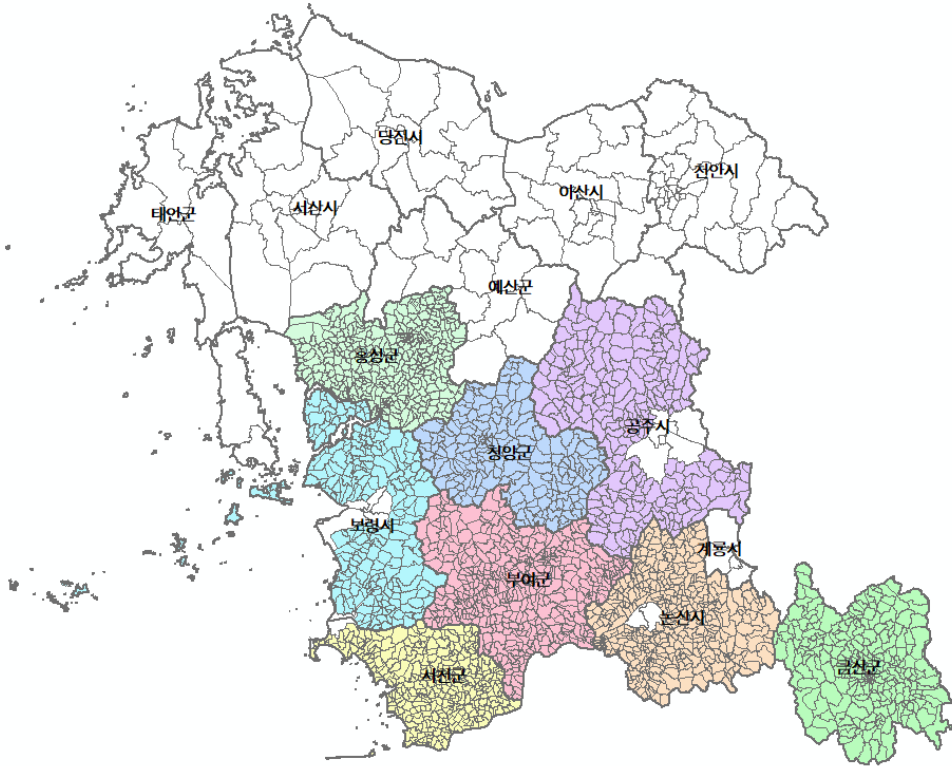 당진시
천안시
아산시
서산시
태안군
예산군
홍성군
공주시
청양군
보령시
계룡시
부여군
논산시
금산군
서천군